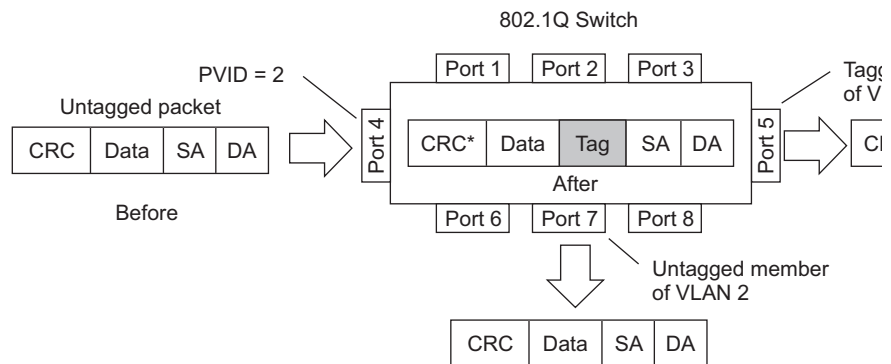 802.1Q Switch
PVID = 2
Port 1
Port 2
Port 3
Untagged packet
CRC Data SA DA
Before
Port 4
CRC* Data Tag SA DA
After
Port 5
of V
Port 6
Port 7
Port 8
Untagged member
of VLAN 2
CRC Data SA DA